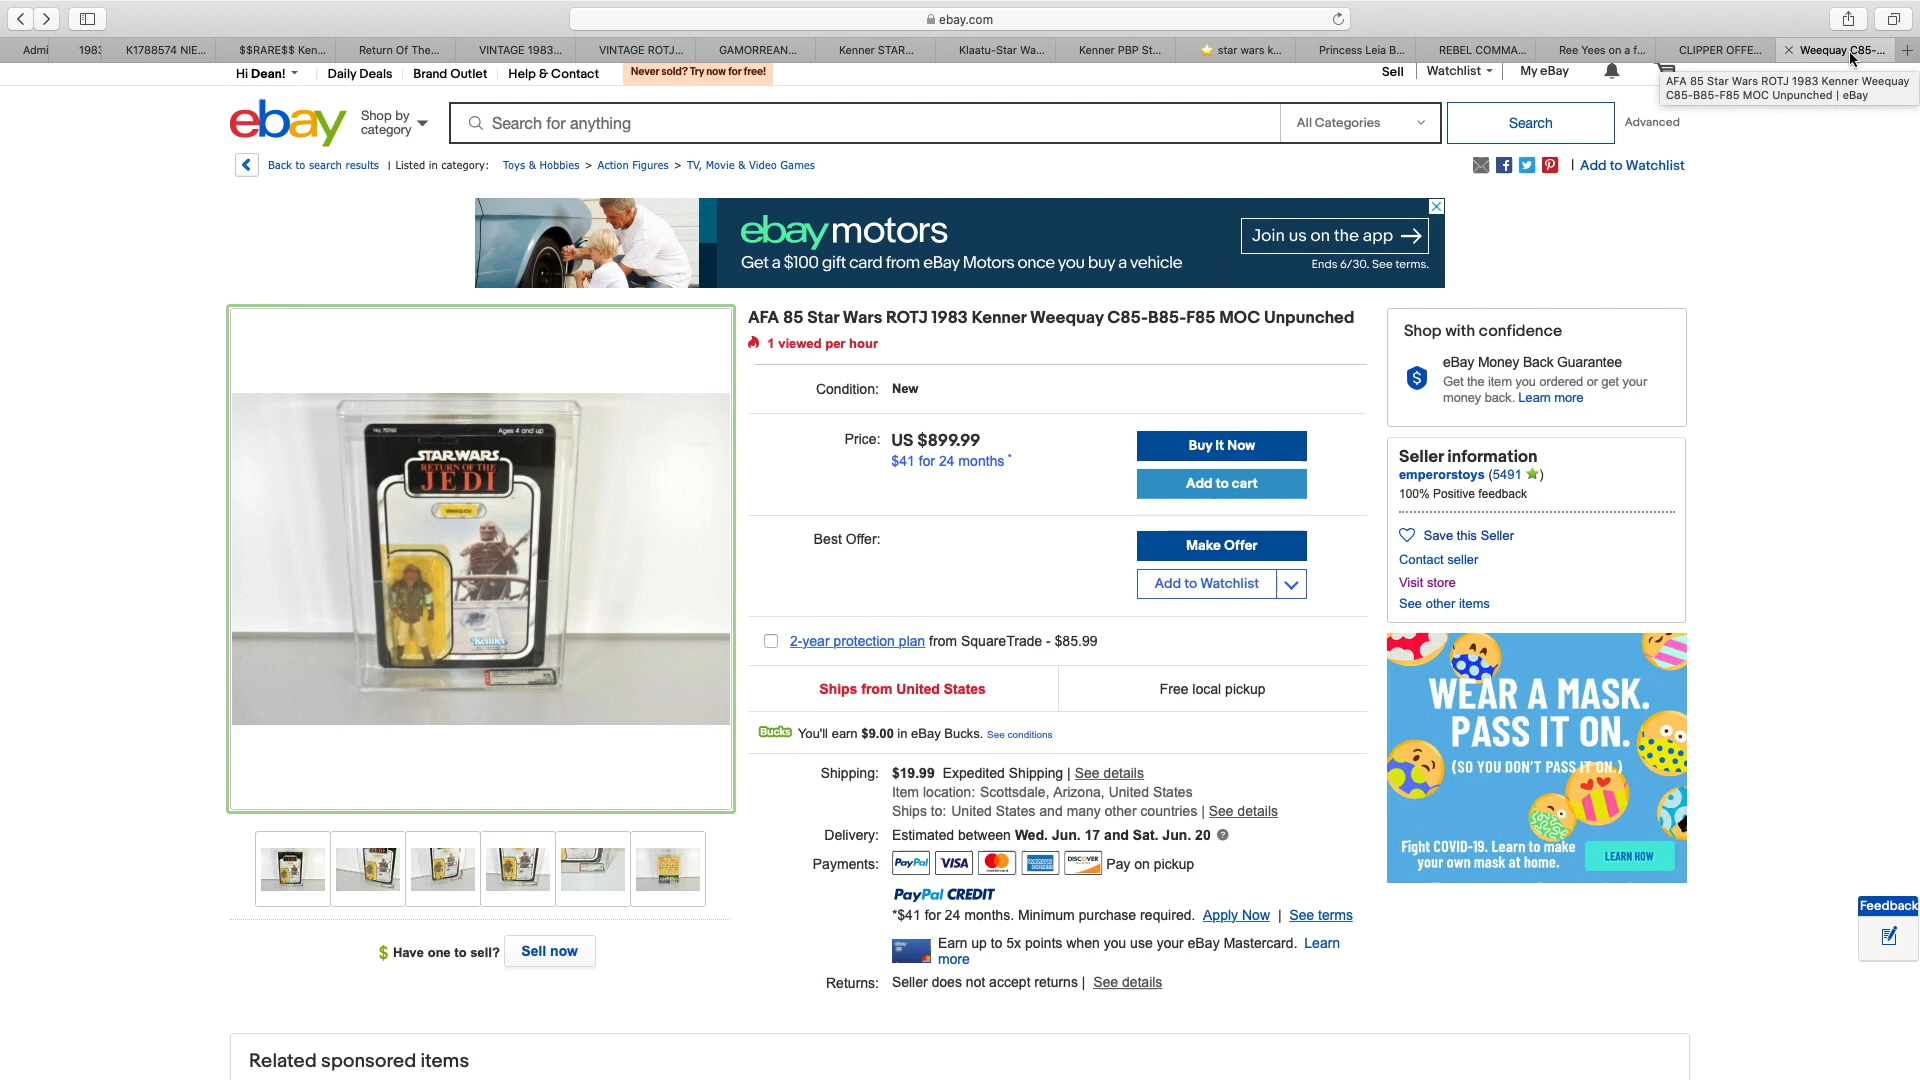 ebay.com
Admi
1983
K1788574 NIE...
$$RARE$$ Ken...
Return Of The...
VINTAGE 1983...
VINTAGE ROTJ...
GAMORREAN...
Kenner STAR...
Klaatu-Star Wa...
Kenner PBP St...
star wars k...
Princess Leia B...
REBEL COMMA...
Ree Yees on a f...
CLIPPER OFFE...
Weequay C85-...
Hi Dean!
Daily Deals
Brand Outlet
Help & Contact
Never sold? Try now for free!
Sell
Watchlist
My eBay
AFA 85 Star Wars ROTJ 1983 Kenner Weequay
C85-B85-F85 MOC Unpunched | eBay
ebay
Shop by
category
Search for anything
All Categories
Search
Advanced
Back to search results | Listed in category: Toys & Hobbies > Action Figures > TV, Movie & Video Games
| Add to Watchlist
ebay motors
Get a $100 gift card from eBay Motors once you buy a vehicle
Join us on the app →
Ends 6/30. See terms.
AFA 85 Star Wars ROTJ 1983 Kenner Weequay C85-B85-F85 MOC Unpunched
1 viewed per hour
Condition: New
Price: US $899.99
$41 for 24 months *
Buy It Now
Add to cart
Best Offer:
Make Offer
Add to Watchlist
2-year protection plan from SquareTrade - $85.99
Ships from United States
Free local pickup
Bucks You'll earn $9.00 in eBay Bucks. See conditions
Shipping: $19.99 Expedited Shipping | See details
Item location: Scottsdale, Arizona, United States
Ships to: United States and many other countries | See details
Delivery: Estimated between Wed. Jun. 17 and Sat. Jun. 20
Payments: PayPal VISA mastercard DISCOVER Pay on pickup
PayPal CREDIT
*$41 for 24 months. Minimum purchase required. Apply Now | See terms
Earn up to 5x points when you use your eBay Mastercard. Learn
more
Returns: Seller does not accept returns | See details
No. 70760
Ages 4 and up
STAR WARS
RETURN OF THE
JEDI
Weequay
Kenner
$ Have one to sell?
Sell now
Shop with confidence
eBay Money Back Guarantee
Get the item you ordered or get your
money back. Learn more
Seller information
emperorstoys (5491 )
100% Positive feedback
Save this Seller
Contact seller
Visit store
See other items
WEAR A MASK.
PASS IT ON.
(SO YOU DON'T PASS IT ON.)
Fight COVID-19. Learn to make
your own mask at home.
LEARN HOW
Feedback
Related sponsored items